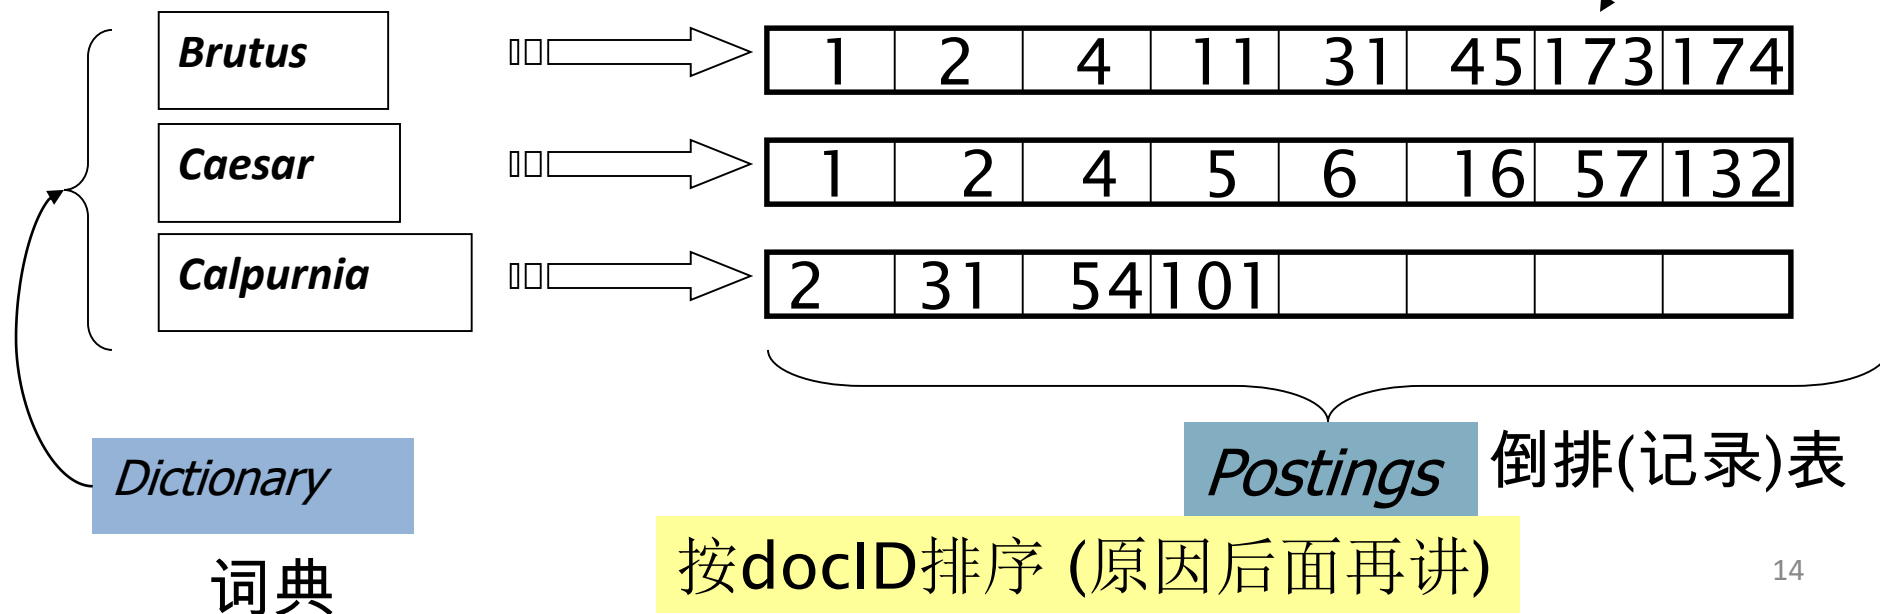 Brutus 1 2 4 11 31 45 173 174
Caesar 1 2 4 5 6 16 57 132
Calpurnia 2 31 54 101
Dictionary
词典
Postings 倒排(记录)表
按docID排序 (原因后面再讲)
14